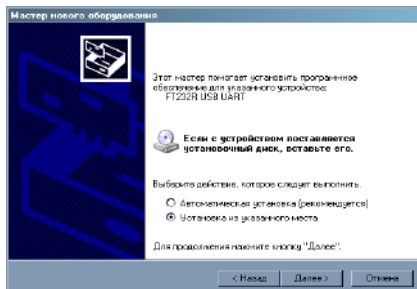 Мастер нового оборудования
Этот мастер помогает установить программное
обеспечение для указанного устройства:
FT232R USB UART
Если с устройством поставляется
установочный диск, вставьте его.
Выберите действие, которое следует выполнить.
Автоматическая установка (рекомендуется)
Установка из указанного места
Для продолжения нажмите кнопку "Далее".
< Назад
Далее >
Отмена